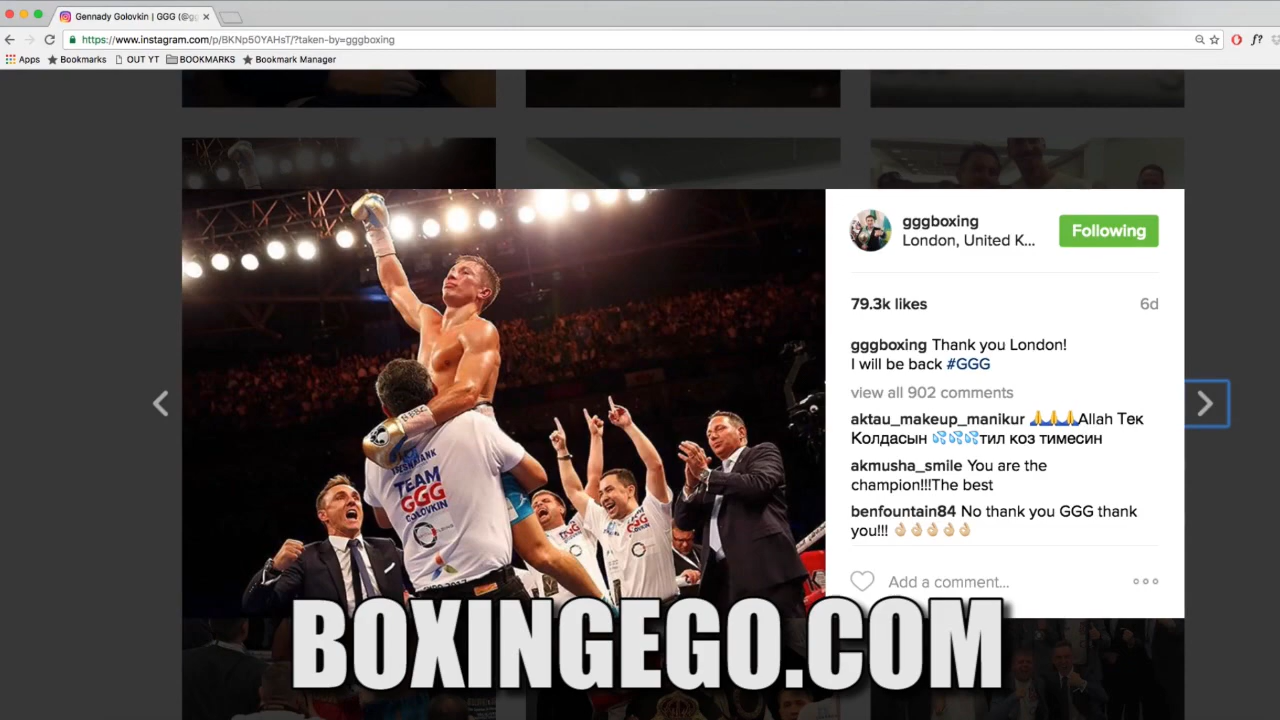 Gennady Golovkin | GGG (@gg
https://www.instagram.com/p/BKNp50YAHsT/?taken-by=gggboxing
Apps Bookmarks OUT YT BOOKMARKS Bookmark Manager
gggboxing
London, United K...
Following
79.3k likes
6d
gggboxing Thank you London!
I will be back #GGG
view all 902 comments
aktau_makeup_manikur 🙏🙏🙏Allah Тек
Колдасын 💦💦💦тил коз тимесин
akmusha_smile You are the
champion!!!The best
benfountain84 No thank you GGG thank
you!!! 👌🏼👌🏼👌🏼👌🏼👌🏼
Add a comment...
TEAM
GGG
GOLOVKIN
BOXINGEGO.COM